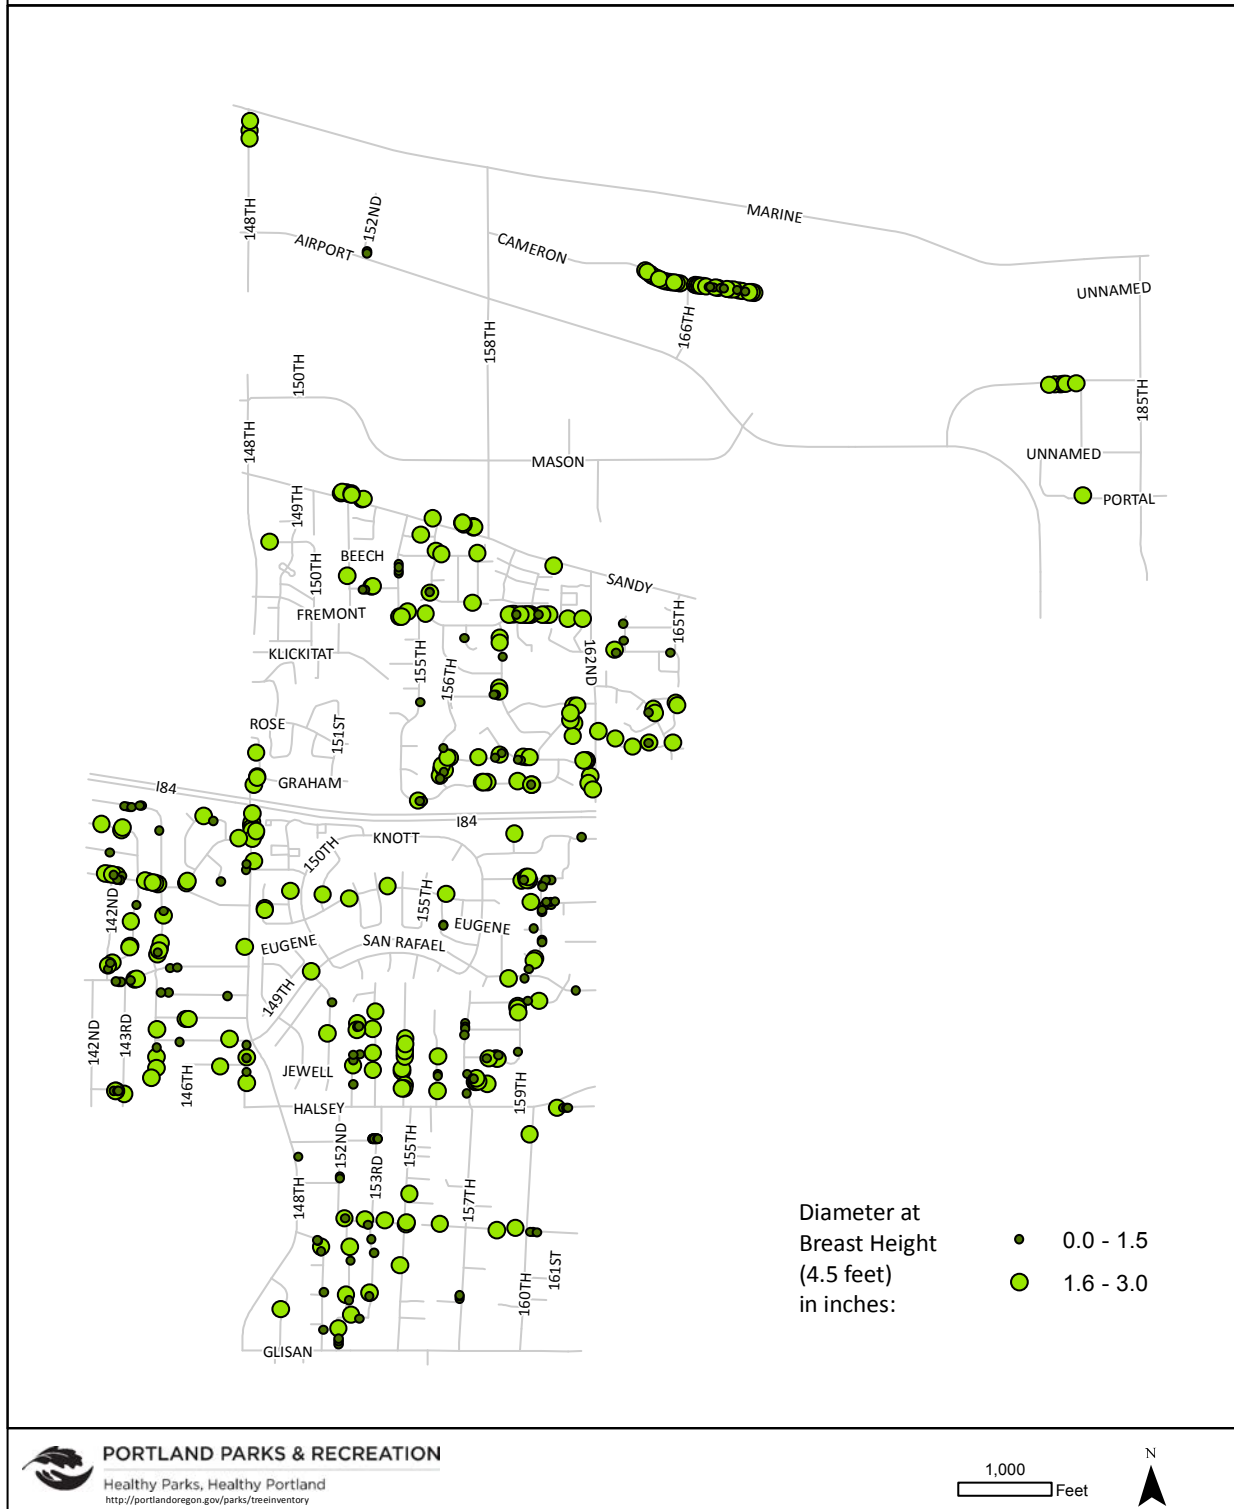 MARINE
148TH
152ND
AIRPORT
CAMERON
UNNAMED
166TH
158TH
150TH
185TH
148TH
MASON
UNNAMED
PORTAL
149TH
BEECH
150TH
SANDY
FREMONT
165TH
KLICKITAT
155TH
156TH
162ND
ROSE
151ST
GRAHAM
I84
I84
KNOTT
150TH
142ND
155TH
EUGENE
EUGENE
SAN RAFAEL
149TH
142ND
143RD
146TH
JEWELL
159TH
HALSEY
152ND
155TH
153RD
148TH
157TH
161ST
160TH
GLISAN
Diameter at
Breast Height
(4.5 feet)
in inches:
0.0 - 1.5
1.6 - 3.0
PORTLAND PARKS & RECREATION
Healthy Parks, Healthy Portland
http://portlandoregon.gov/parks/treeinventory
1,000
Feet
N